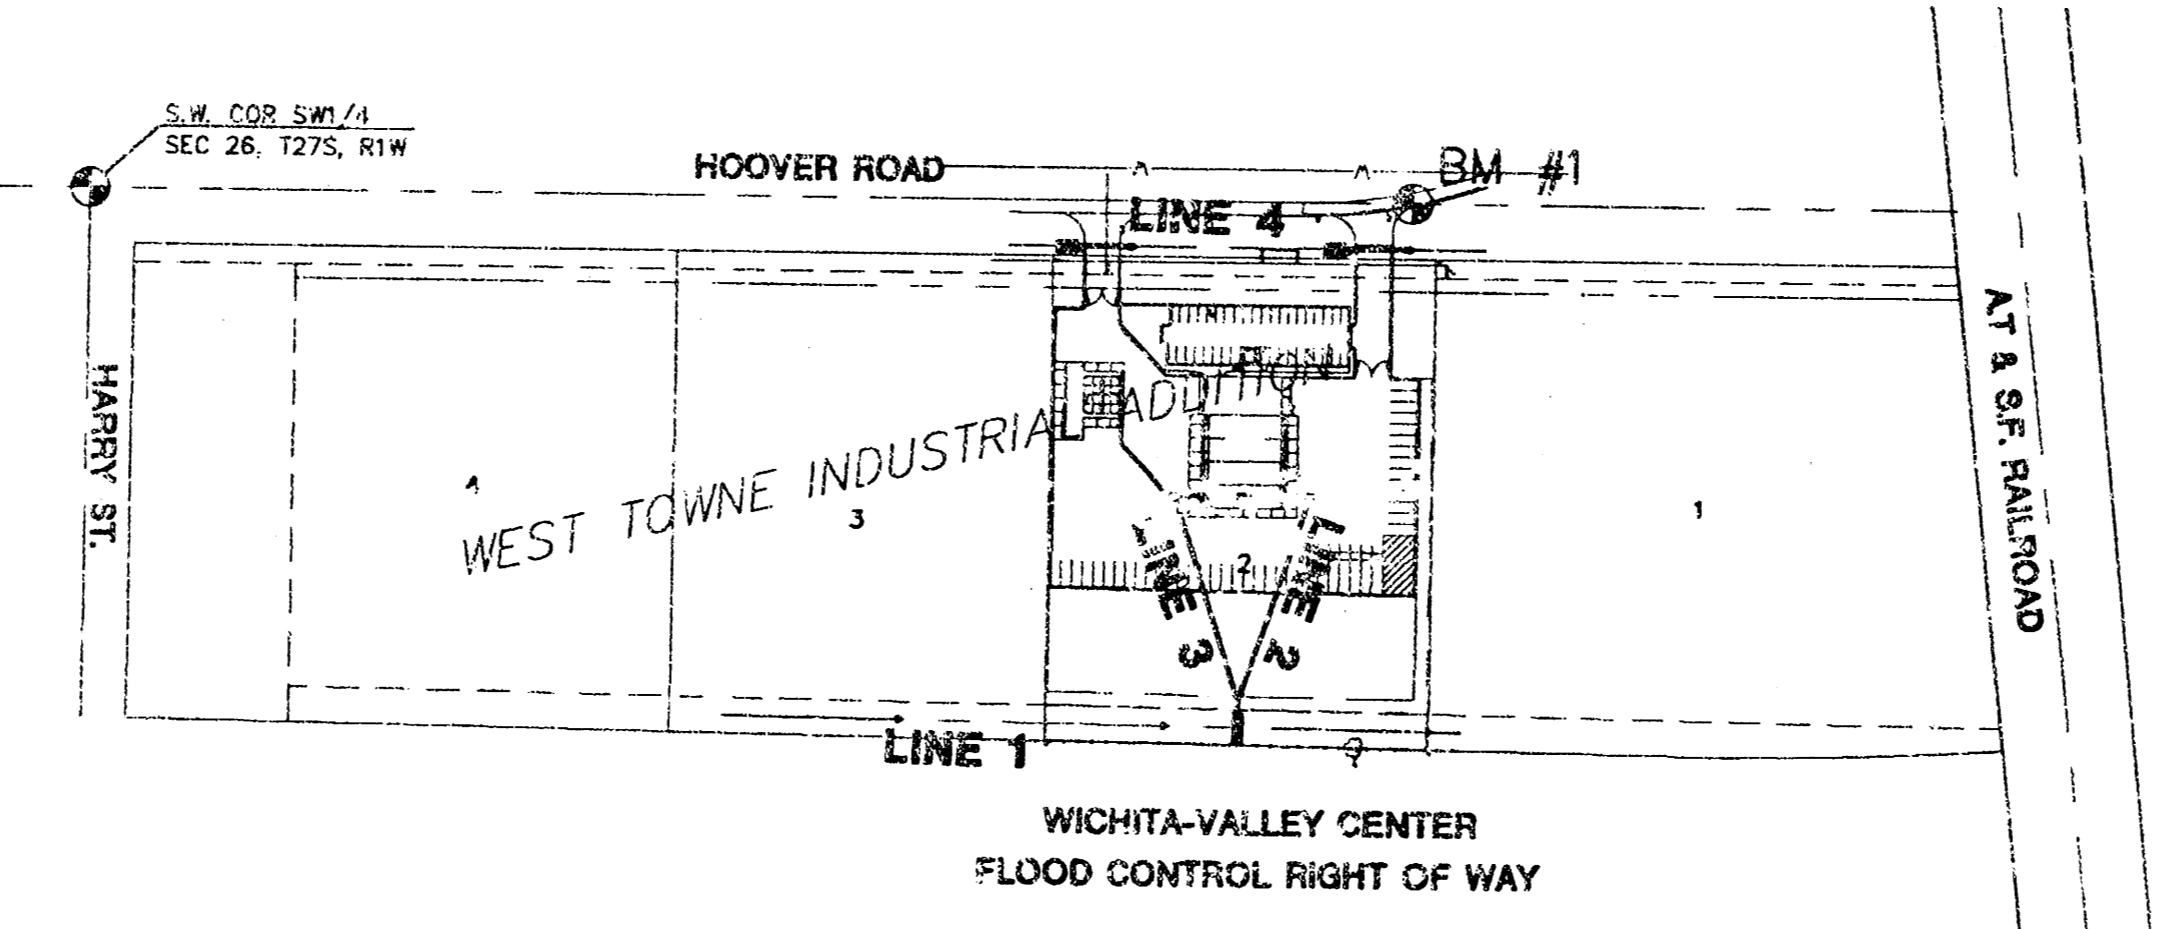 S.W. COR SW1/4
SEC 26, T27S, R1W
HOOVER ROAD
BM #1
LINE 4
HARRY ST.
WEST TOWNE INDUSTRIAL ADDITION
4
3
2
1
LINE 3
LINE 2
LINE 1
A.T & S.F. RAILROAD
WICHITA-VALLEY CENTER
FLOOD CONTROL RIGHT OF WAY